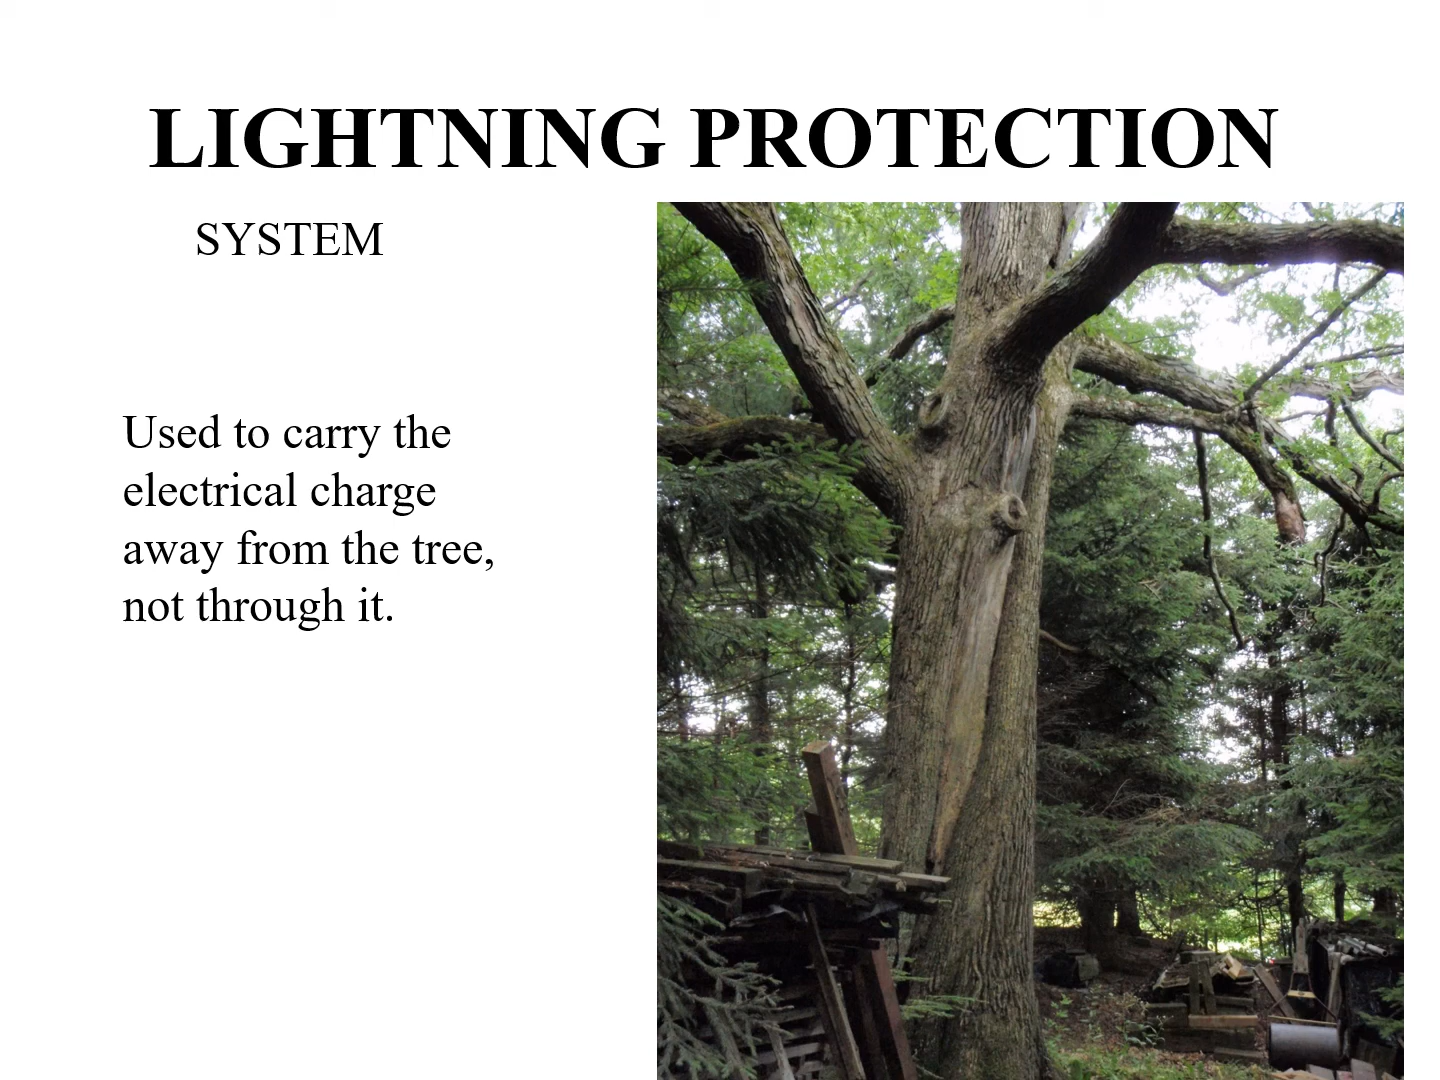 LIGHTNING PROTECTION
SYSTEM
Used to carry the
electrical charge
away from the tree,
not through it.